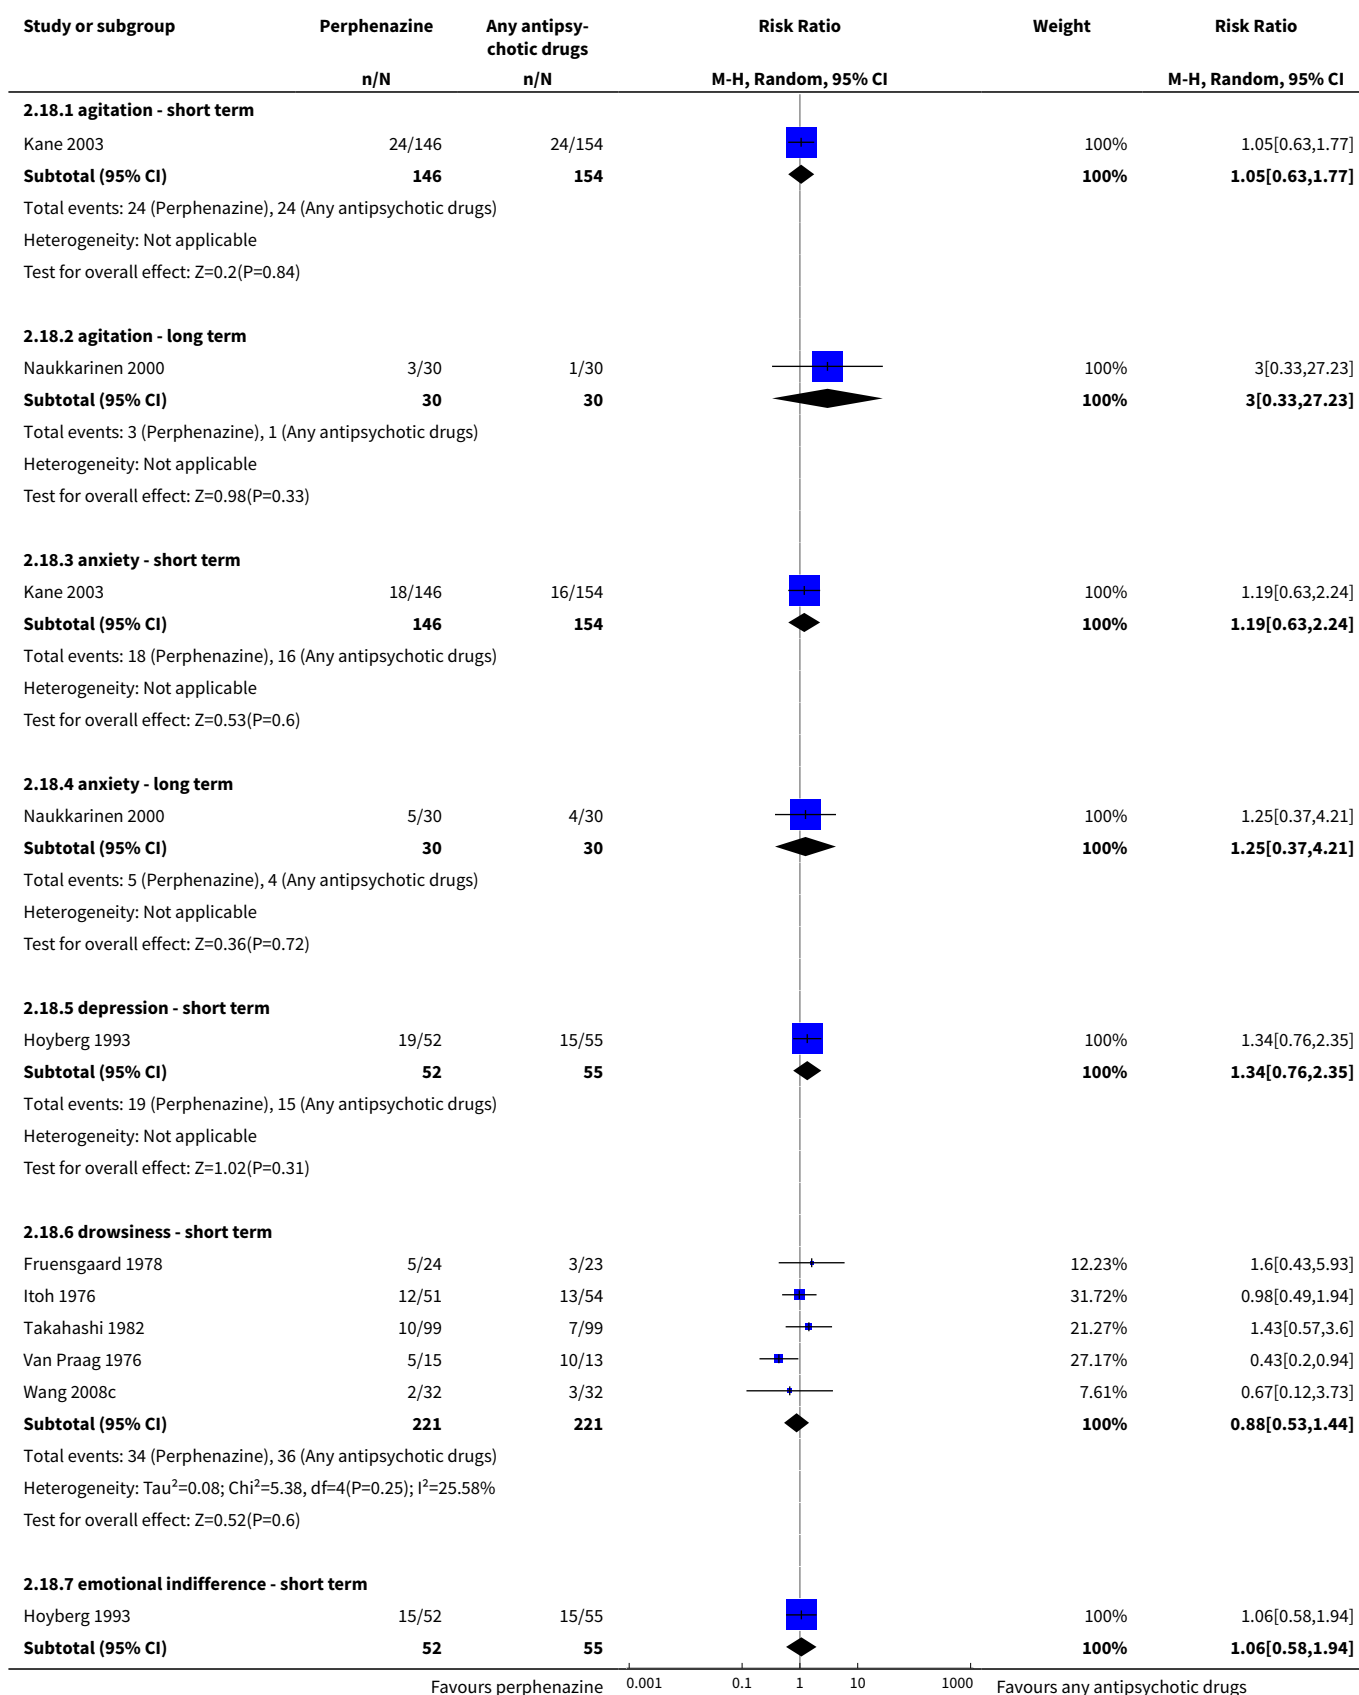 Study or subgroup Perphenazine Any antipsy- Risk Ratio Weight Risk Ratio
chotic drugs
n/N n/N M-H, Random, 95% CI M-H, Random, 95% CI
2.18.1 agitation - short term
Kane 2003 24/146 24/154 100% 1.05[0.63,1.77]
Subtotal (95% CI) 146 154 100% 1.05[0.63,1.77]
Total events: 24 (Perphenazine), 24 (Any antipsychotic drugs)
Heterogeneity: Not applicable
Test for overall effect: Z=0.2(P=0.84)
2.18.2 agitation - long term
Naukkarinen 2000 3/30 1/30 100% 3[0.33,27.23]
Subtotal (95% CI) 30 30 100% 3[0.33,27.23]
Total events: 3 (Perphenazine), 1 (Any antipsychotic drugs)
Heterogeneity: Not applicable
Test for overall effect: Z=0.98(P=0.33)
2.18.3 anxiety - short term
Kane 2003 18/146 16/154 100% 1.19[0.63,2.24]
Subtotal (95% CI) 146 154 100% 1.19[0.63,2.24]
Total events: 18 (Perphenazine), 16 (Any antipsychotic drugs)
Heterogeneity: Not applicable
Test for overall effect: Z=0.53(P=0.6)
2.18.4 anxiety - long term
Naukkarinen 2000 5/30 4/30 100% 1.25[0.37,4.21]
Subtotal (95% CI) 30 30 100% 1.25[0.37,4.21]
Total events: 5 (Perphenazine), 4 (Any antipsychotic drugs)
Heterogeneity: Not applicable
Test for overall effect: Z=0.36(P=0.72)
2.18.5 depression - short term
Hoyberg 1993 19/52 15/55 100% 1.34[0.76,2.35]
Subtotal (95% CI) 52 55 100% 1.34[0.76,2.35]
Total events: 19 (Perphenazine), 15 (Any antipsychotic drugs)
Heterogeneity: Not applicable
Test for overall effect: Z=1.02(P=0.31)
2.18.6 drowsiness - short term
Fruensgaard 1978 5/24 3/23 12.23% 1.6[0.43,5.93]
Itoh 1976 12/51 13/54 31.72% 0.98[0.49,1.94]
Takahashi 1982 10/99 7/99 21.27% 1.43[0.57,3.6]
Van Praag 1976 5/15 10/13 27.17% 0.43[0.2,0.94]
Wang 2008c 2/32 3/32 7.61% 0.67[0.12,3.73]
Subtotal (95% CI) 221 221 100% 0.88[0.53,1.44]
Total events: 34 (Perphenazine), 36 (Any antipsychotic drugs)
Heterogeneity: Tau²=0.08; Chi²=5.38, df=4(P=0.25); I²=25.58%
Test for overall effect: Z=0.52(P=0.6)
2.18.7 emotional indifference - short term
Hoyberg 1993 15/52 15/55 100% 1.06[0.58,1.94]
Subtotal (95% CI) 52 55 100% 1.06[0.58,1.94]
Favours perphenazine 0.001 0.1 1 10 1000 Favours any antipsychotic drugs